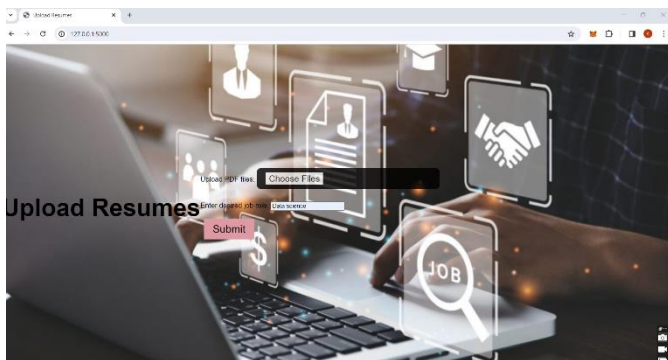 Upload Resumes
127.0.0.1:5000
Upload PDF files: Choose Files
Upload Resumes
Enter desired job role: Data science
Submit
JOB
$